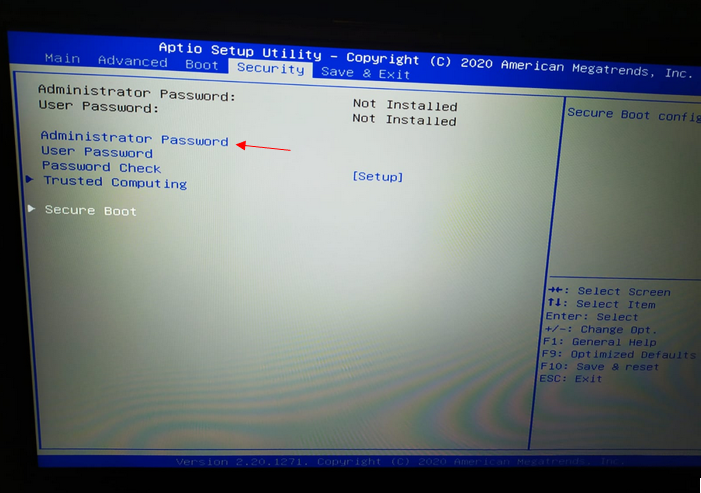 Aptio Setup Utility – Copyright (C) 2020 American Megatrends, Inc.
Main Advanced Boot Security Save & Exit
Administrator Password: Not Installed
User Password: Not Installed
Administrator Password
User Password
Password Check [Setup]
Trusted Computing
Secure Boot
Secure Boot config
→←: Select Screen
↑↓: Select Item
Enter: Select
+/-: Change Opt.
F1: General Help
F9: Optimized Defaults
F10: Save & reset
ESC: Exit
Version 2.20.1271. Copyright (C) 2020 American Megatrends, Inc.